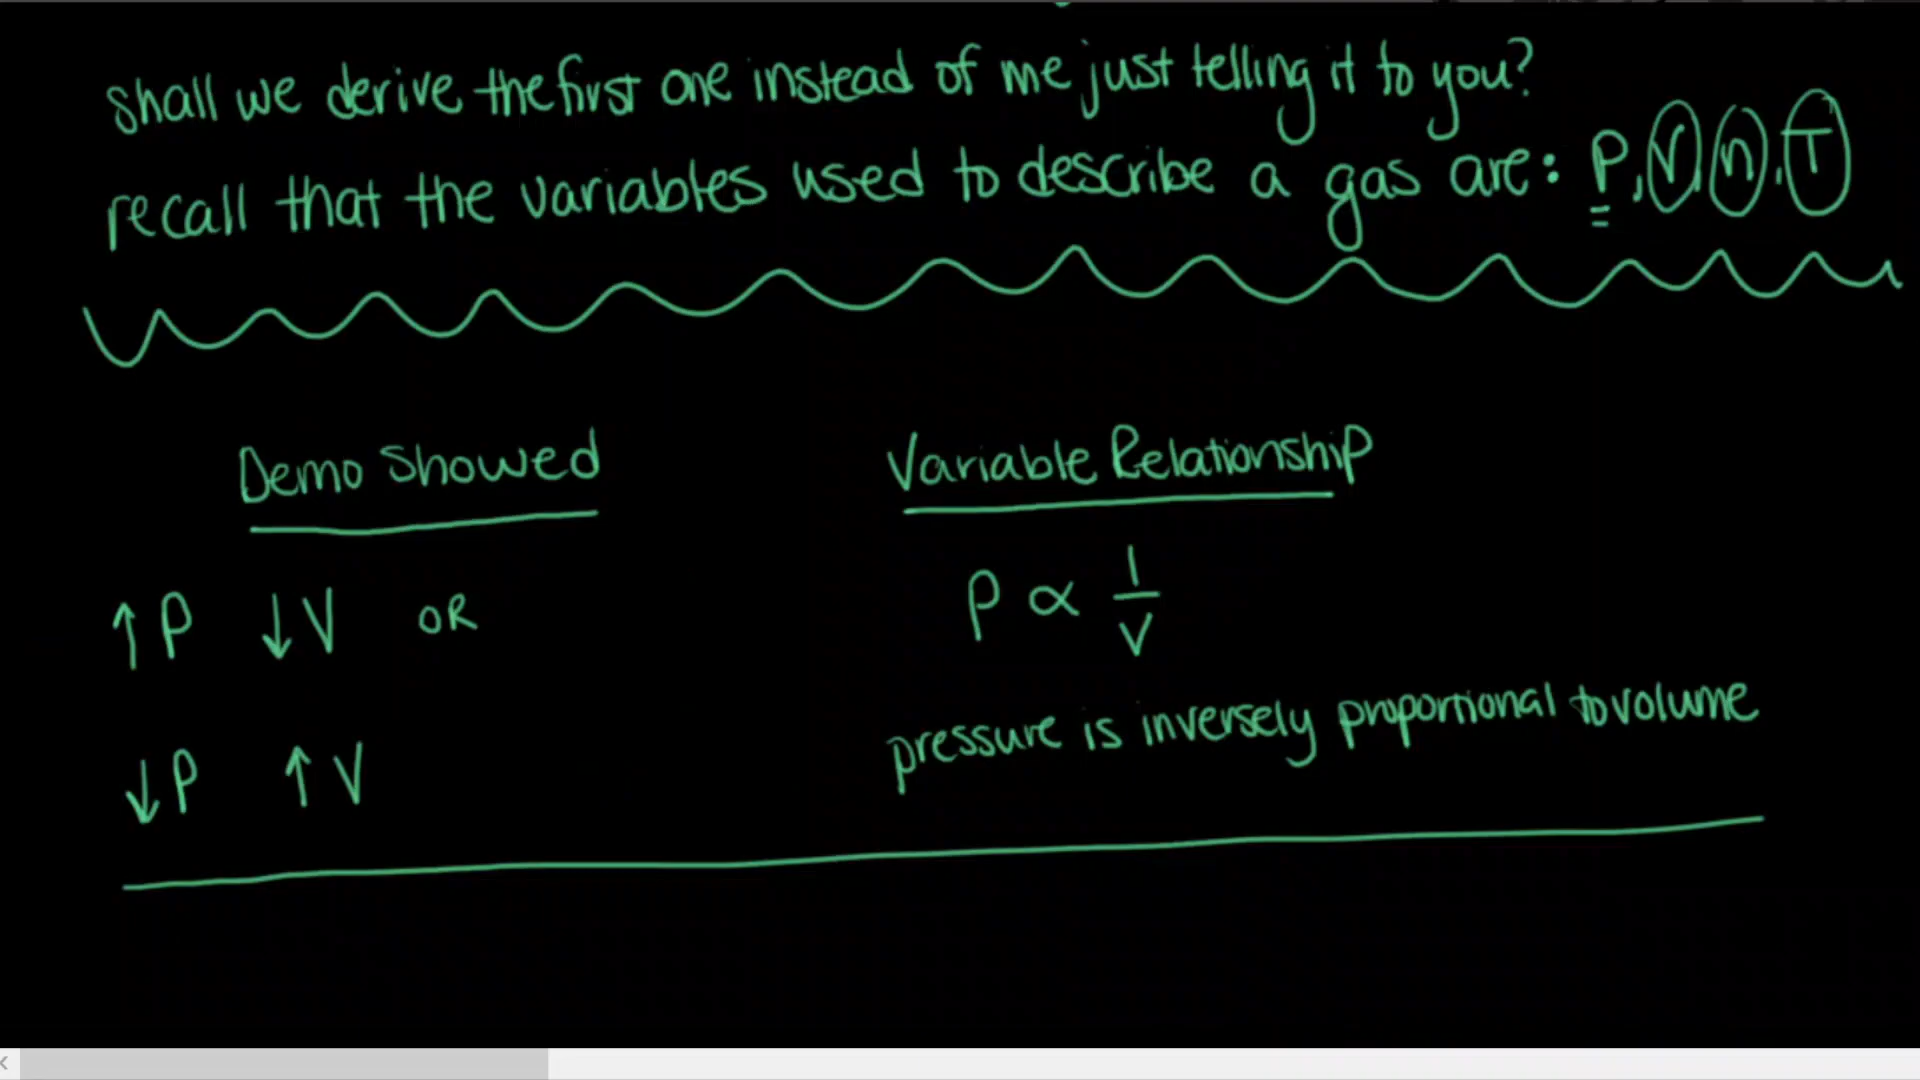 shall we derive the first one instead of me just telling it to you?
recall that the variables used to describe a gas are: P, V, n, T
Demo Showed
Variable Relationship
↑P ↓V OR
P ∝ 1/V
pressure is inversely proportional to volume
↓P ↑V